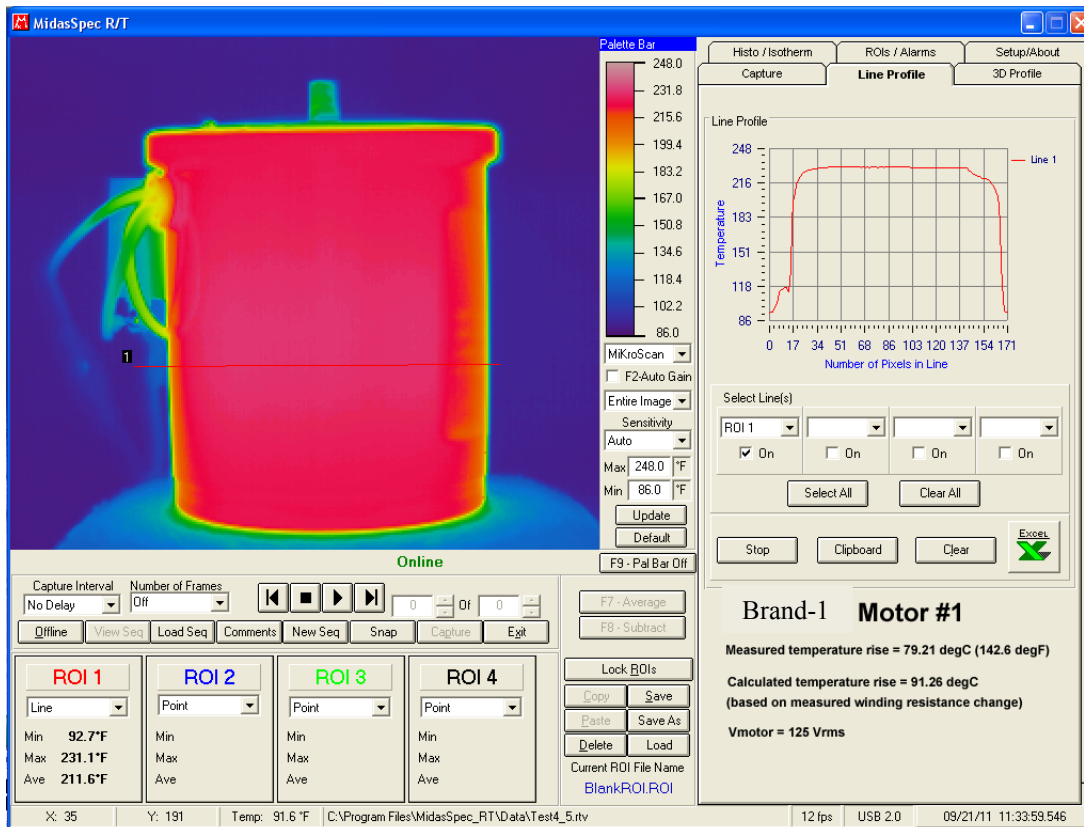 MidasSpec R/T
Palette Bar
248.0
231.8
215.6
199.4
183.2
167.0
150.8
134.6
118.4
102.2
86.0
1
MiKroScan
F2-Auto Gain
Entire Image
Sensitivity
Auto
Max 248.0 °F
Min 86.0 °F
Update
Default
F9 - Pal Bar Off
Histo / Isotherm ROIs / Alarms Setup/About
Capture Line Profile 3D Profile
Line Profile
Temperature
248
216
183
151
118
86
Line 1
0 17 34 51 68 86 103 120 137 154 171
Number of Pixels in Line
Select Line(s)
ROI 1
On On On On
Select All Clear All
Stop Clipboard Clear Excel
Brand-1 Motor #1
Measured temperature rise = 79.21 degC (142.6 degF)
Calculated temperature rise = 91.26 degC
(based on measured winding resistance change)
Vmotor = 125 Vrms
Online
Capture Interval Number of Frames
No Delay Off
0 Of 0
Offline View Seq Load Seq Comments New Seq Snap Capture Exit
F7 - Average
F8 - Subtract
ROI 1 ROI 2 ROI 3 ROI 4
Line Point Point Point
Min 92.7°F Min Min Min
Max 231.1°F Max Max Max
Ave 211.6°F Ave Ave Ave
Lock ROIs
Copy Save
Paste Save As
Delete Load
Current ROI File Name
BlankROI.ROI
X: 35 Y: 191 Temp: 91.6 °F C:\Program Files\MidasSpec_RT\Data\Test4_5.rtv 12 fps USB 2.0 09/21/11 11:33:59.546